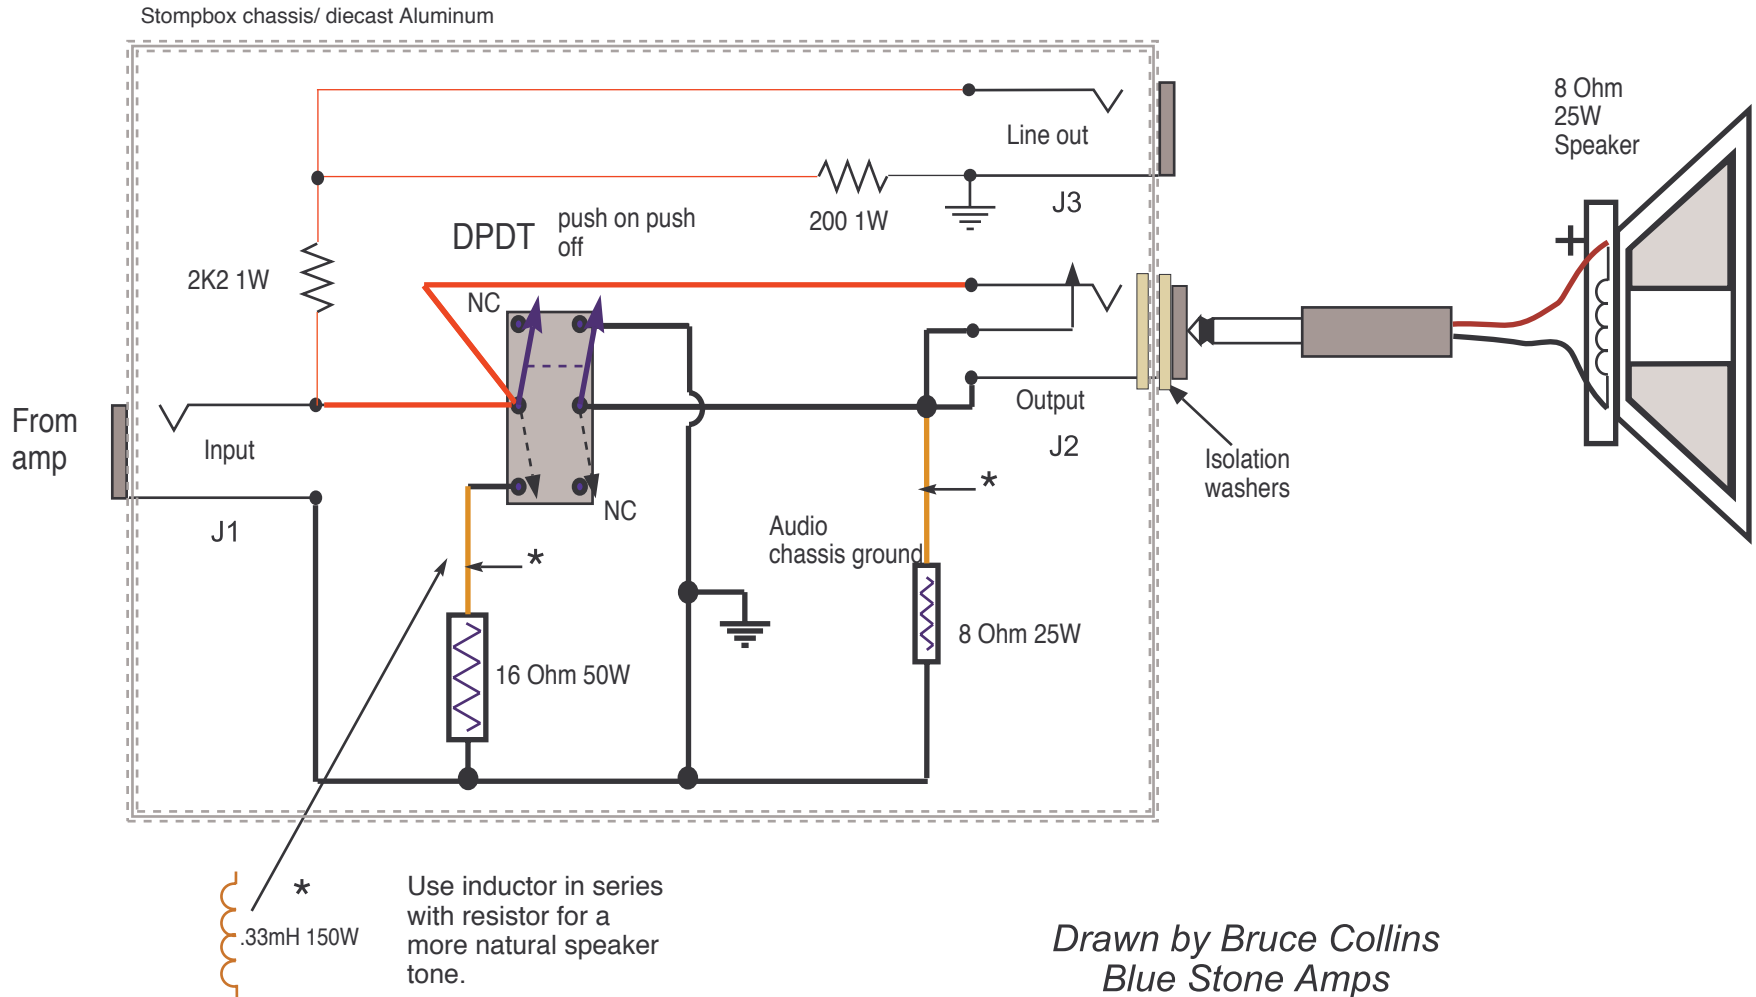 Stompbox chassis/ diecast Aluminum
8 Ohm
25W
Speaker
Line out
J3
200 1W
DPDT
push on push
off
2K2 1W
NC
+
From
amp
Input
J1
Output
J2
Isolation
washers
NC
*
*
Audio
chassis ground
8 Ohm 25W
16 Ohm 50W
*
.33mH 150W
Use inductor in series
with resistor for a
more natural speaker
tone.
Drawn by Bruce Collins
Blue Stone Amps